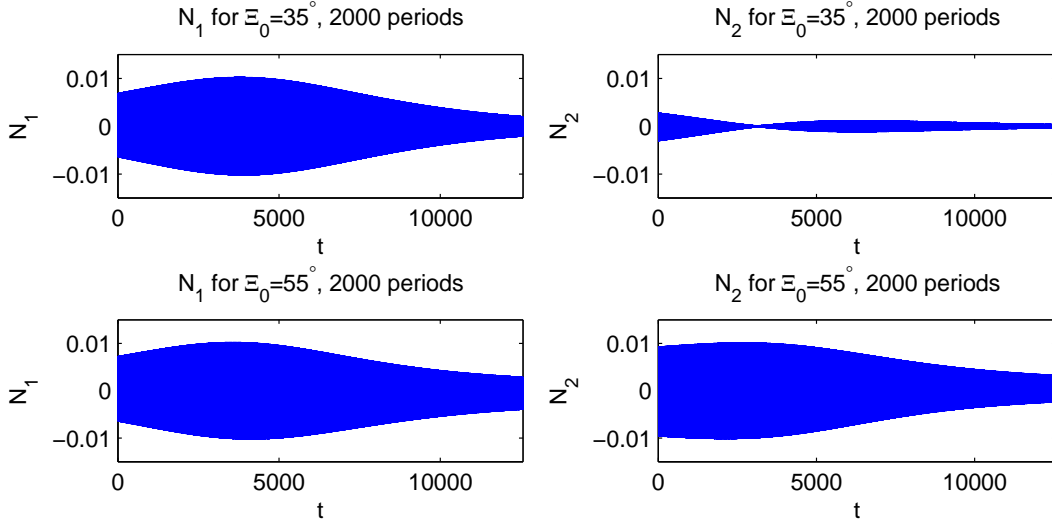 N_1 for Ξ_0=35°, 2000 periods
0.01
0
−0.01
N_1
0 5000 10000
t
N_2 for Ξ_0=35°, 2000 periods
0.01
0
−0.01
N_2
0 5000 10000
t
N_1 for Ξ_0=55°, 2000 periods
0.01
0
−0.01
N_1
0 5000 10000
t
N_2 for Ξ_0=55°, 2000 periods
0.01
0
−0.01
N_2
0 5000 10000
t